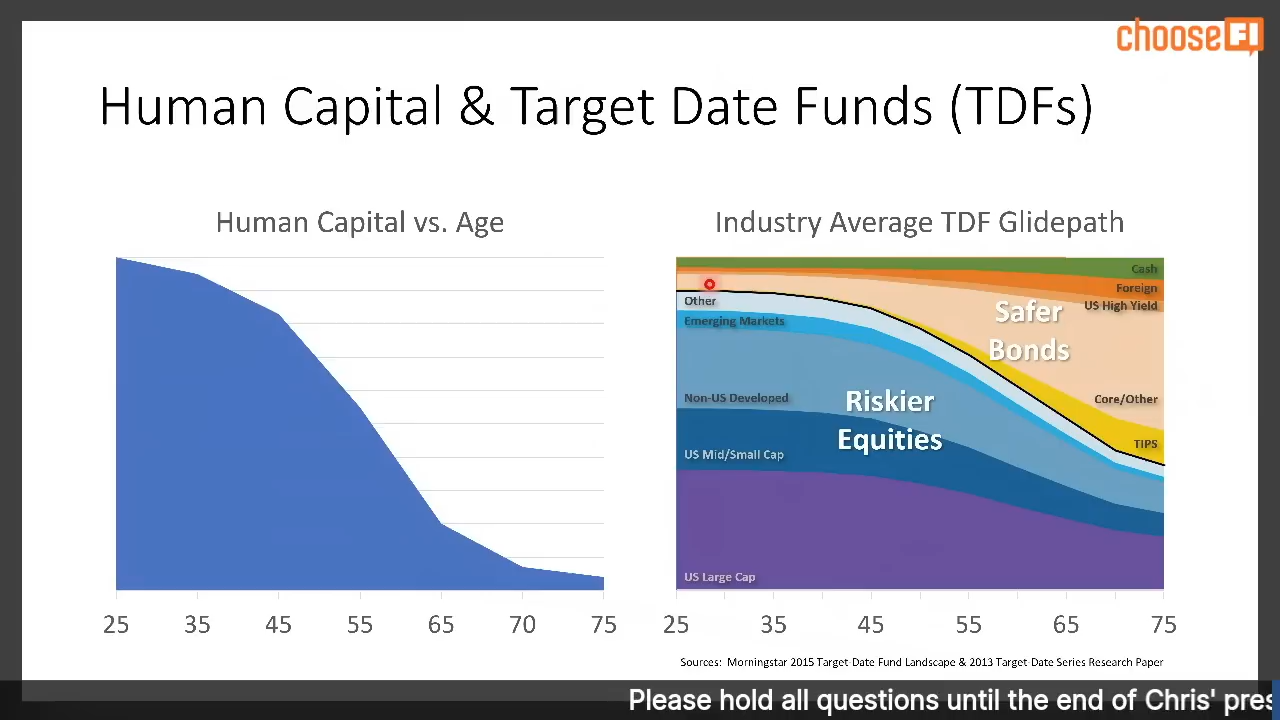 chooseFI
Human Capital & Target Date Funds (TDFs)
Human Capital vs. Age
25 35 45 55 65 70 75
Industry Average TDF Glidepath
Cash
Foreign
US High Yield
Safer
Bonds
Core/Other
TIPS
Other
Emerging Markets
Non-US Developed
Riskier
Equities
US Mid/Small Cap
US Large Cap
25 35 45 55 65 75
Sources: Morningstar 2015 Target Date Fund Landscape & 2013 Target Date Series Research Paper
Please hold all questions until the end of Chris' pres